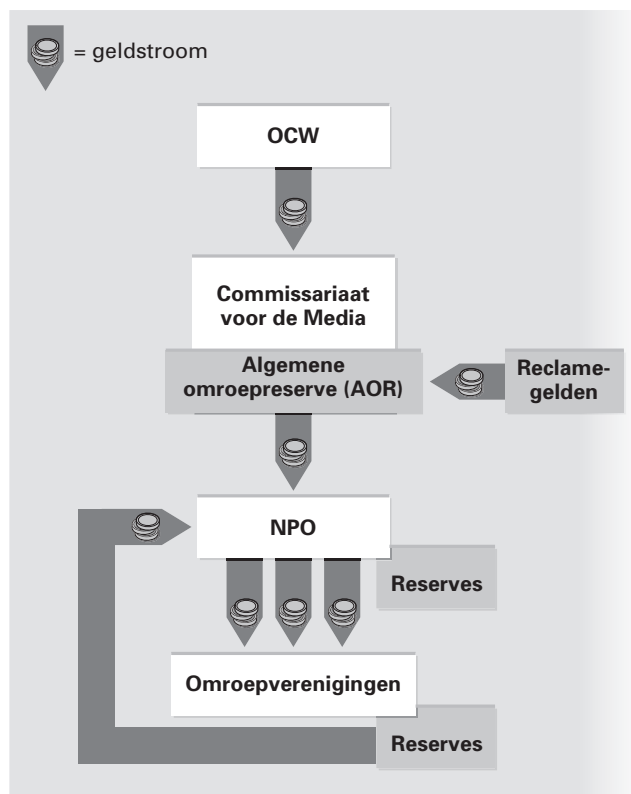 = geldstroom
OCW
Commissariaat
voor de Media
Algemene
omroepreserve (AOR)
Reclame-
gelden
NPO
Reserves
Omroepverenigingen
Reserves